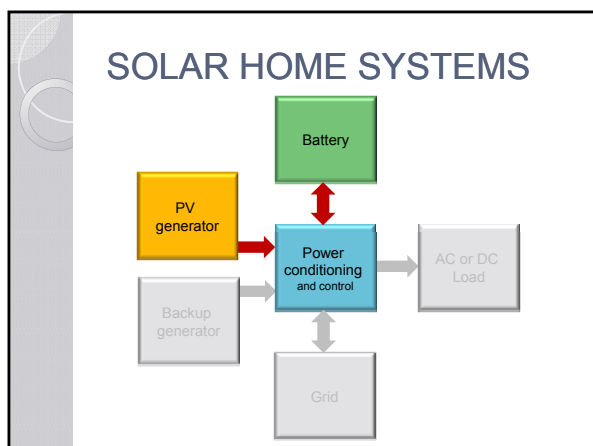 SOLAR HOME SYSTEMS
Battery
PV
generator
Power
conditioning
and control
AC or DC
Load
Backup
generator
Grid